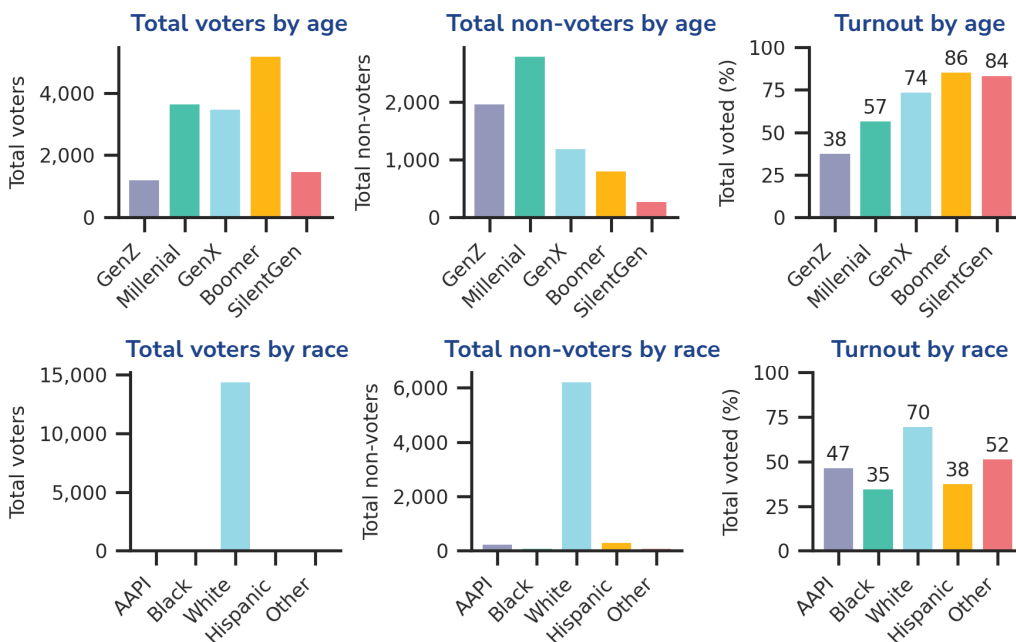 Total voters by age
Total voters
4,000
2,000
0
GenZ
Millenial
GenX
Boomer
SilentGen
Total non-voters by age
Total non-voters
2,000
1,000
0
GenZ
Millenial
GenX
Boomer
SilentGen
Turnout by age
Total voted (%)
100
75
50
25
0
38
57
74
86
84
GenZ
Millenial
GenX
Boomer
SilentGen
Total voters by race
Total voters
15,000
10,000
5,000
0
AAPI
Black
White
Hispanic
Other
Total non-voters by race
Total non-voters
6,000
4,000
2,000
0
AAPI
Black
White
Hispanic
Other
Turnout by race
Total voted (%)
100
75
50
25
0
47
35
70
38
52
AAPI
Black
White
Hispanic
Other